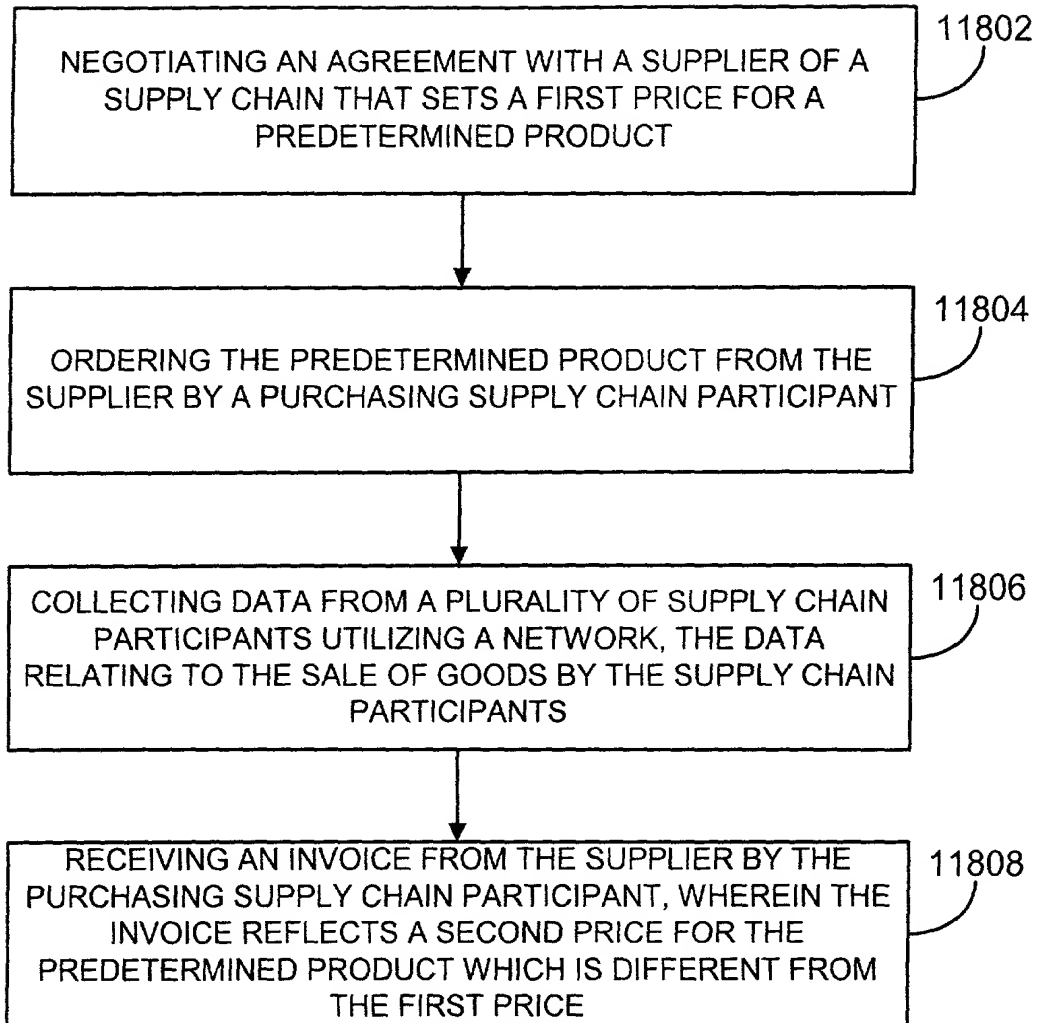 11802
NEGOTIATING AN AGREEMENT WITH A SUPPLIER OF A
SUPPLY CHAIN THAT SETS A FIRST PRICE FOR A
PREDETERMINED PRODUCT
11804
ORDERING THE PREDETERMINED PRODUCT FROM THE
SUPPLIER BY A PURCHASING SUPPLY CHAIN PARTICIPANT
11806
COLLECTING DATA FROM A PLURALITY OF SUPPLY CHAIN
PARTICIPANTS UTILIZING A NETWORK, THE DATA
RELATING TO THE SALE OF GOODS BY THE SUPPLY CHAIN
PARTICIPANTS
11808
RECEIVING AN INVOICE FROM THE SUPPLIER BY THE
PURCHASING SUPPLY CHAIN PARTICIPANT, WHEREIN THE
INVOICE REFLECTS A SECOND PRICE FOR THE
PREDETERMINED PRODUCT WHICH IS DIFFERENT FROM
THE FIRST PRICE